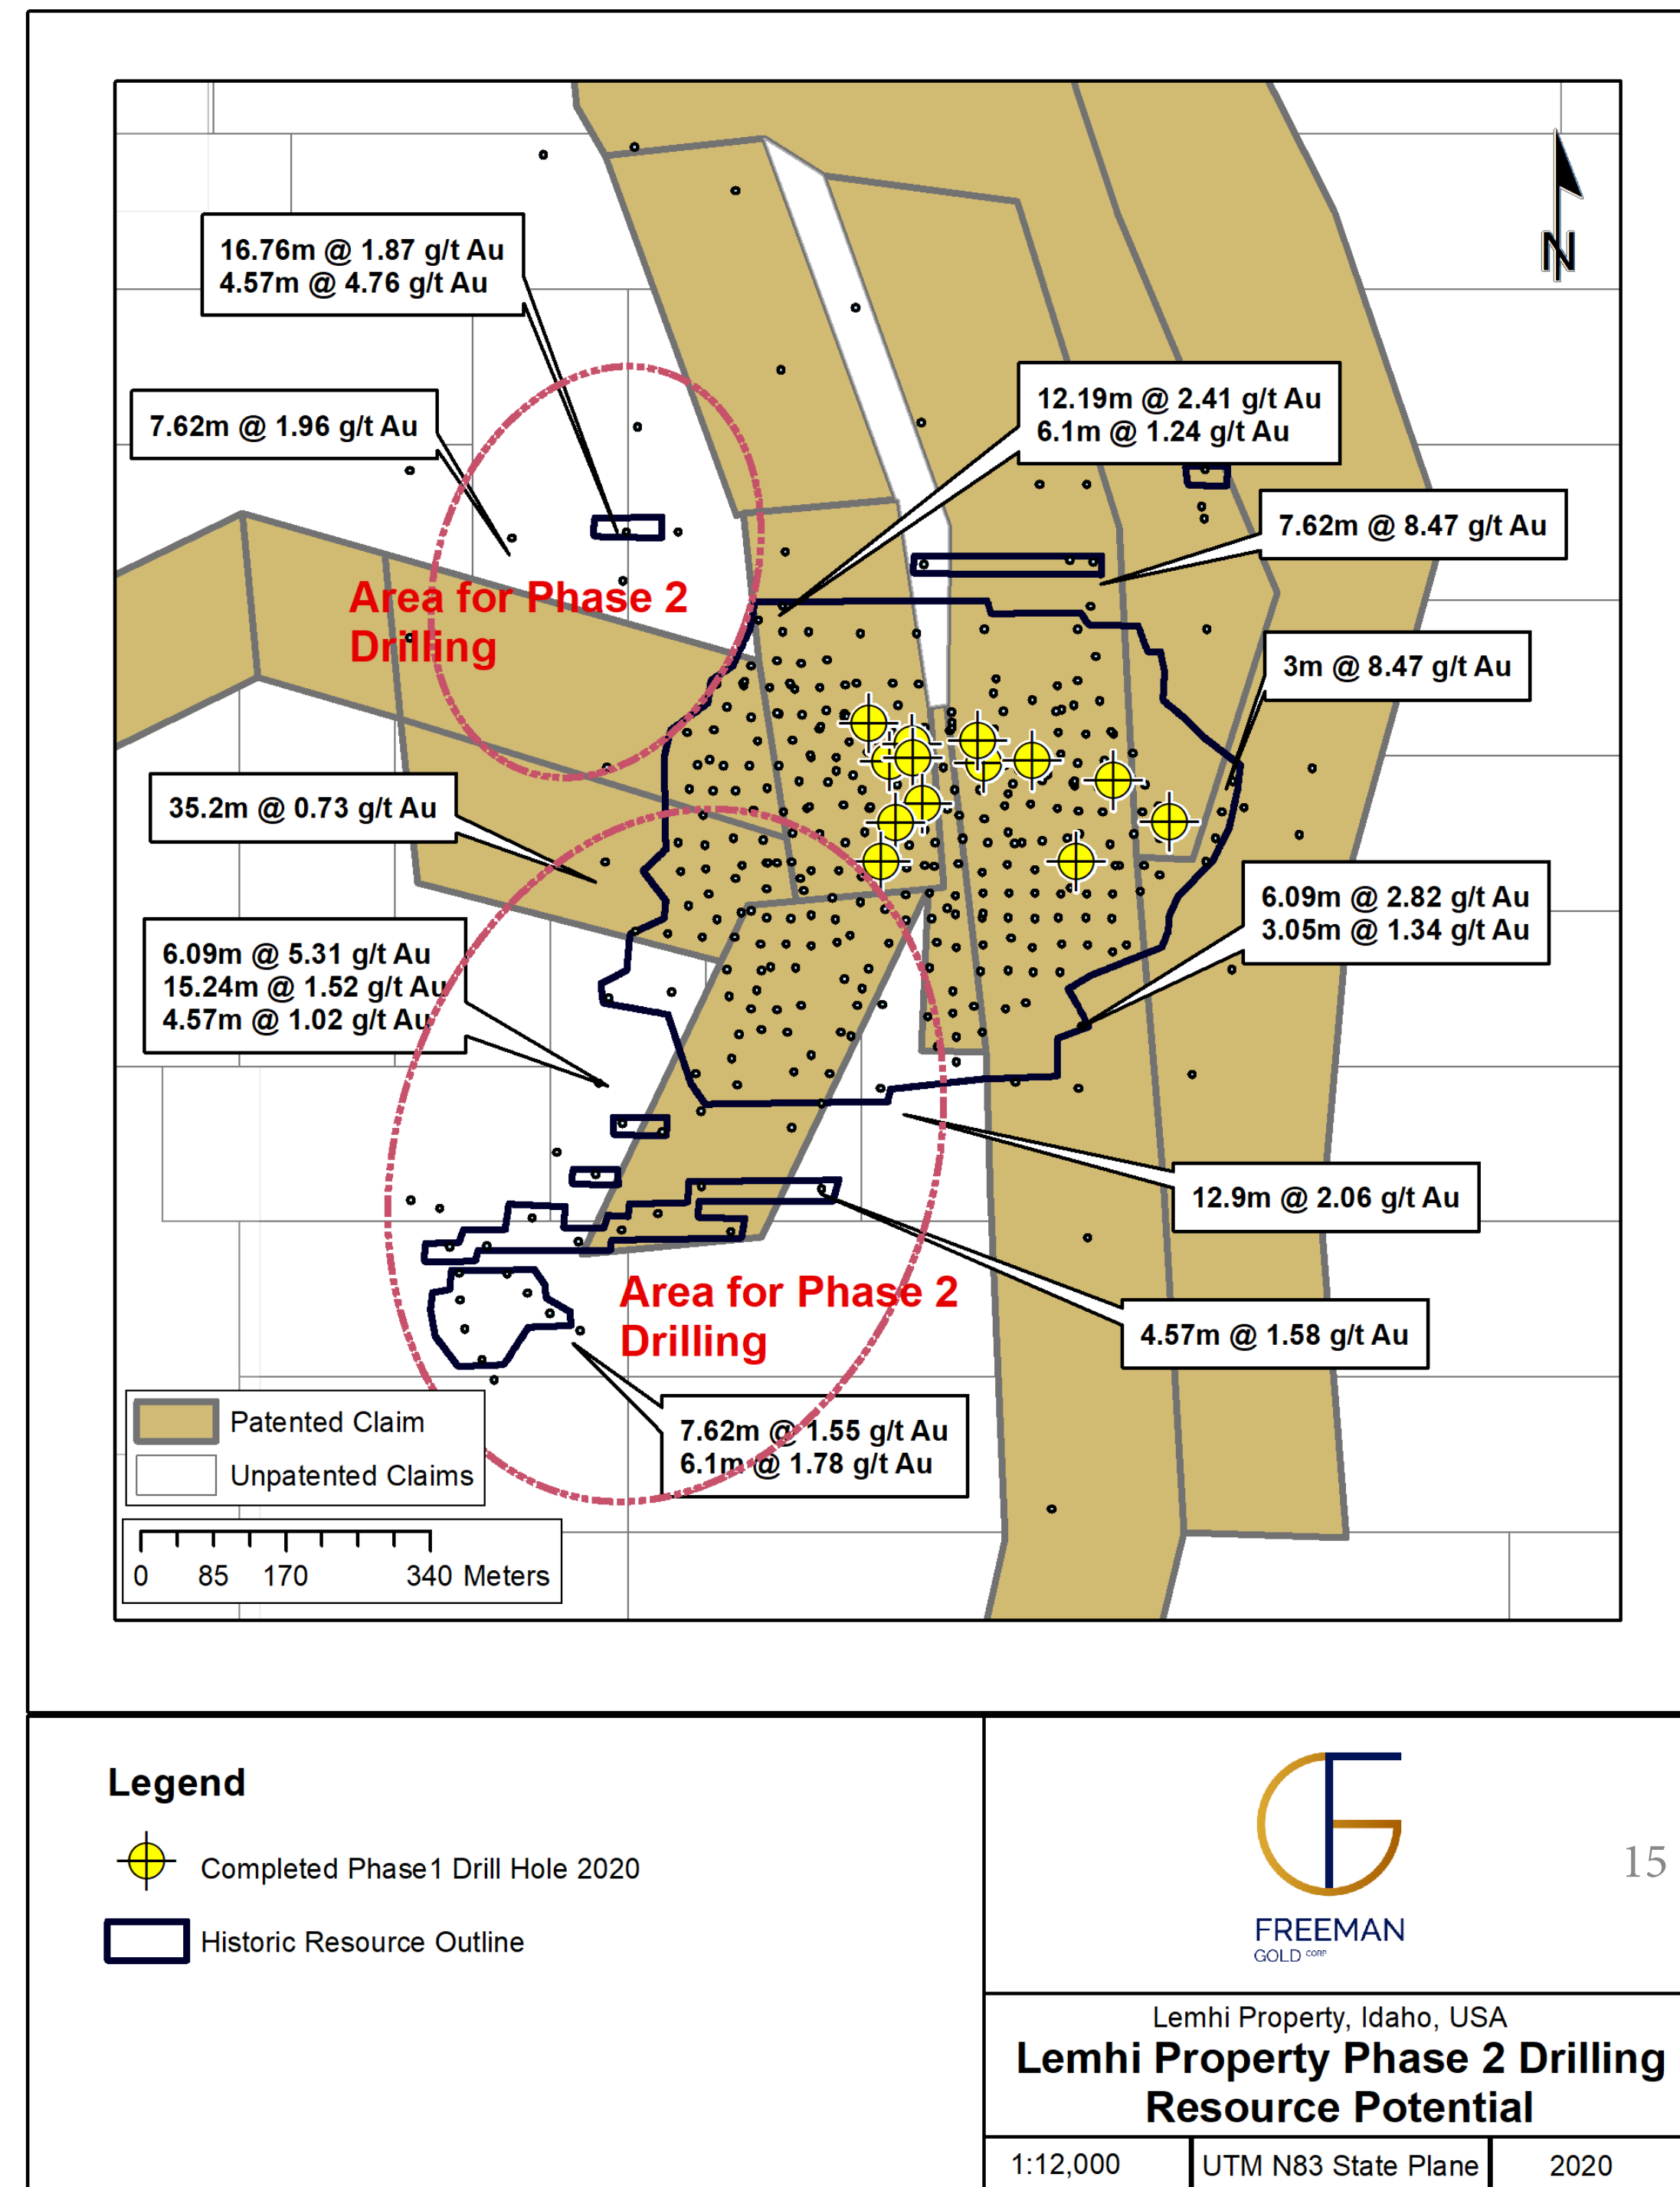 N
16.76m @ 1.87 g/t Au
4.57m @ 4.76 g/t Au
7.62m @ 1.96 g/t Au
12.19m @ 2.41 g/t Au
6.1m @ 1.24 g/t Au
7.62m @ 8.47 g/t Au
Area for Phase 2
Drilling
3m @ 8.47 g/t Au
35.2m @ 0.73 g/t Au
6.09m @ 2.82 g/t Au
3.05m @ 1.34 g/t Au
6.09m @ 5.31 g/t Au
15.24m @ 1.52 g/t Au
4.57m @ 1.02 g/t Au
12.9m @ 2.06 g/t Au
Area for Phase 2
Drilling
4.57m @ 1.58 g/t Au
7.62m @ 1.55 g/t Au
6.1m @ 1.78 g/t Au
Patented Claim
Unpatented Claims
0 85 170 340 Meters
Legend
Completed Phase1 Drill Hole 2020
Historic Resource Outline
15
FREEMAN
GOLD CORP
Lemhi Property, Idaho, USA
Lemhi Property Phase 2 Drilling
Resource Potential
1:12,000 UTM N83 State Plane 2020